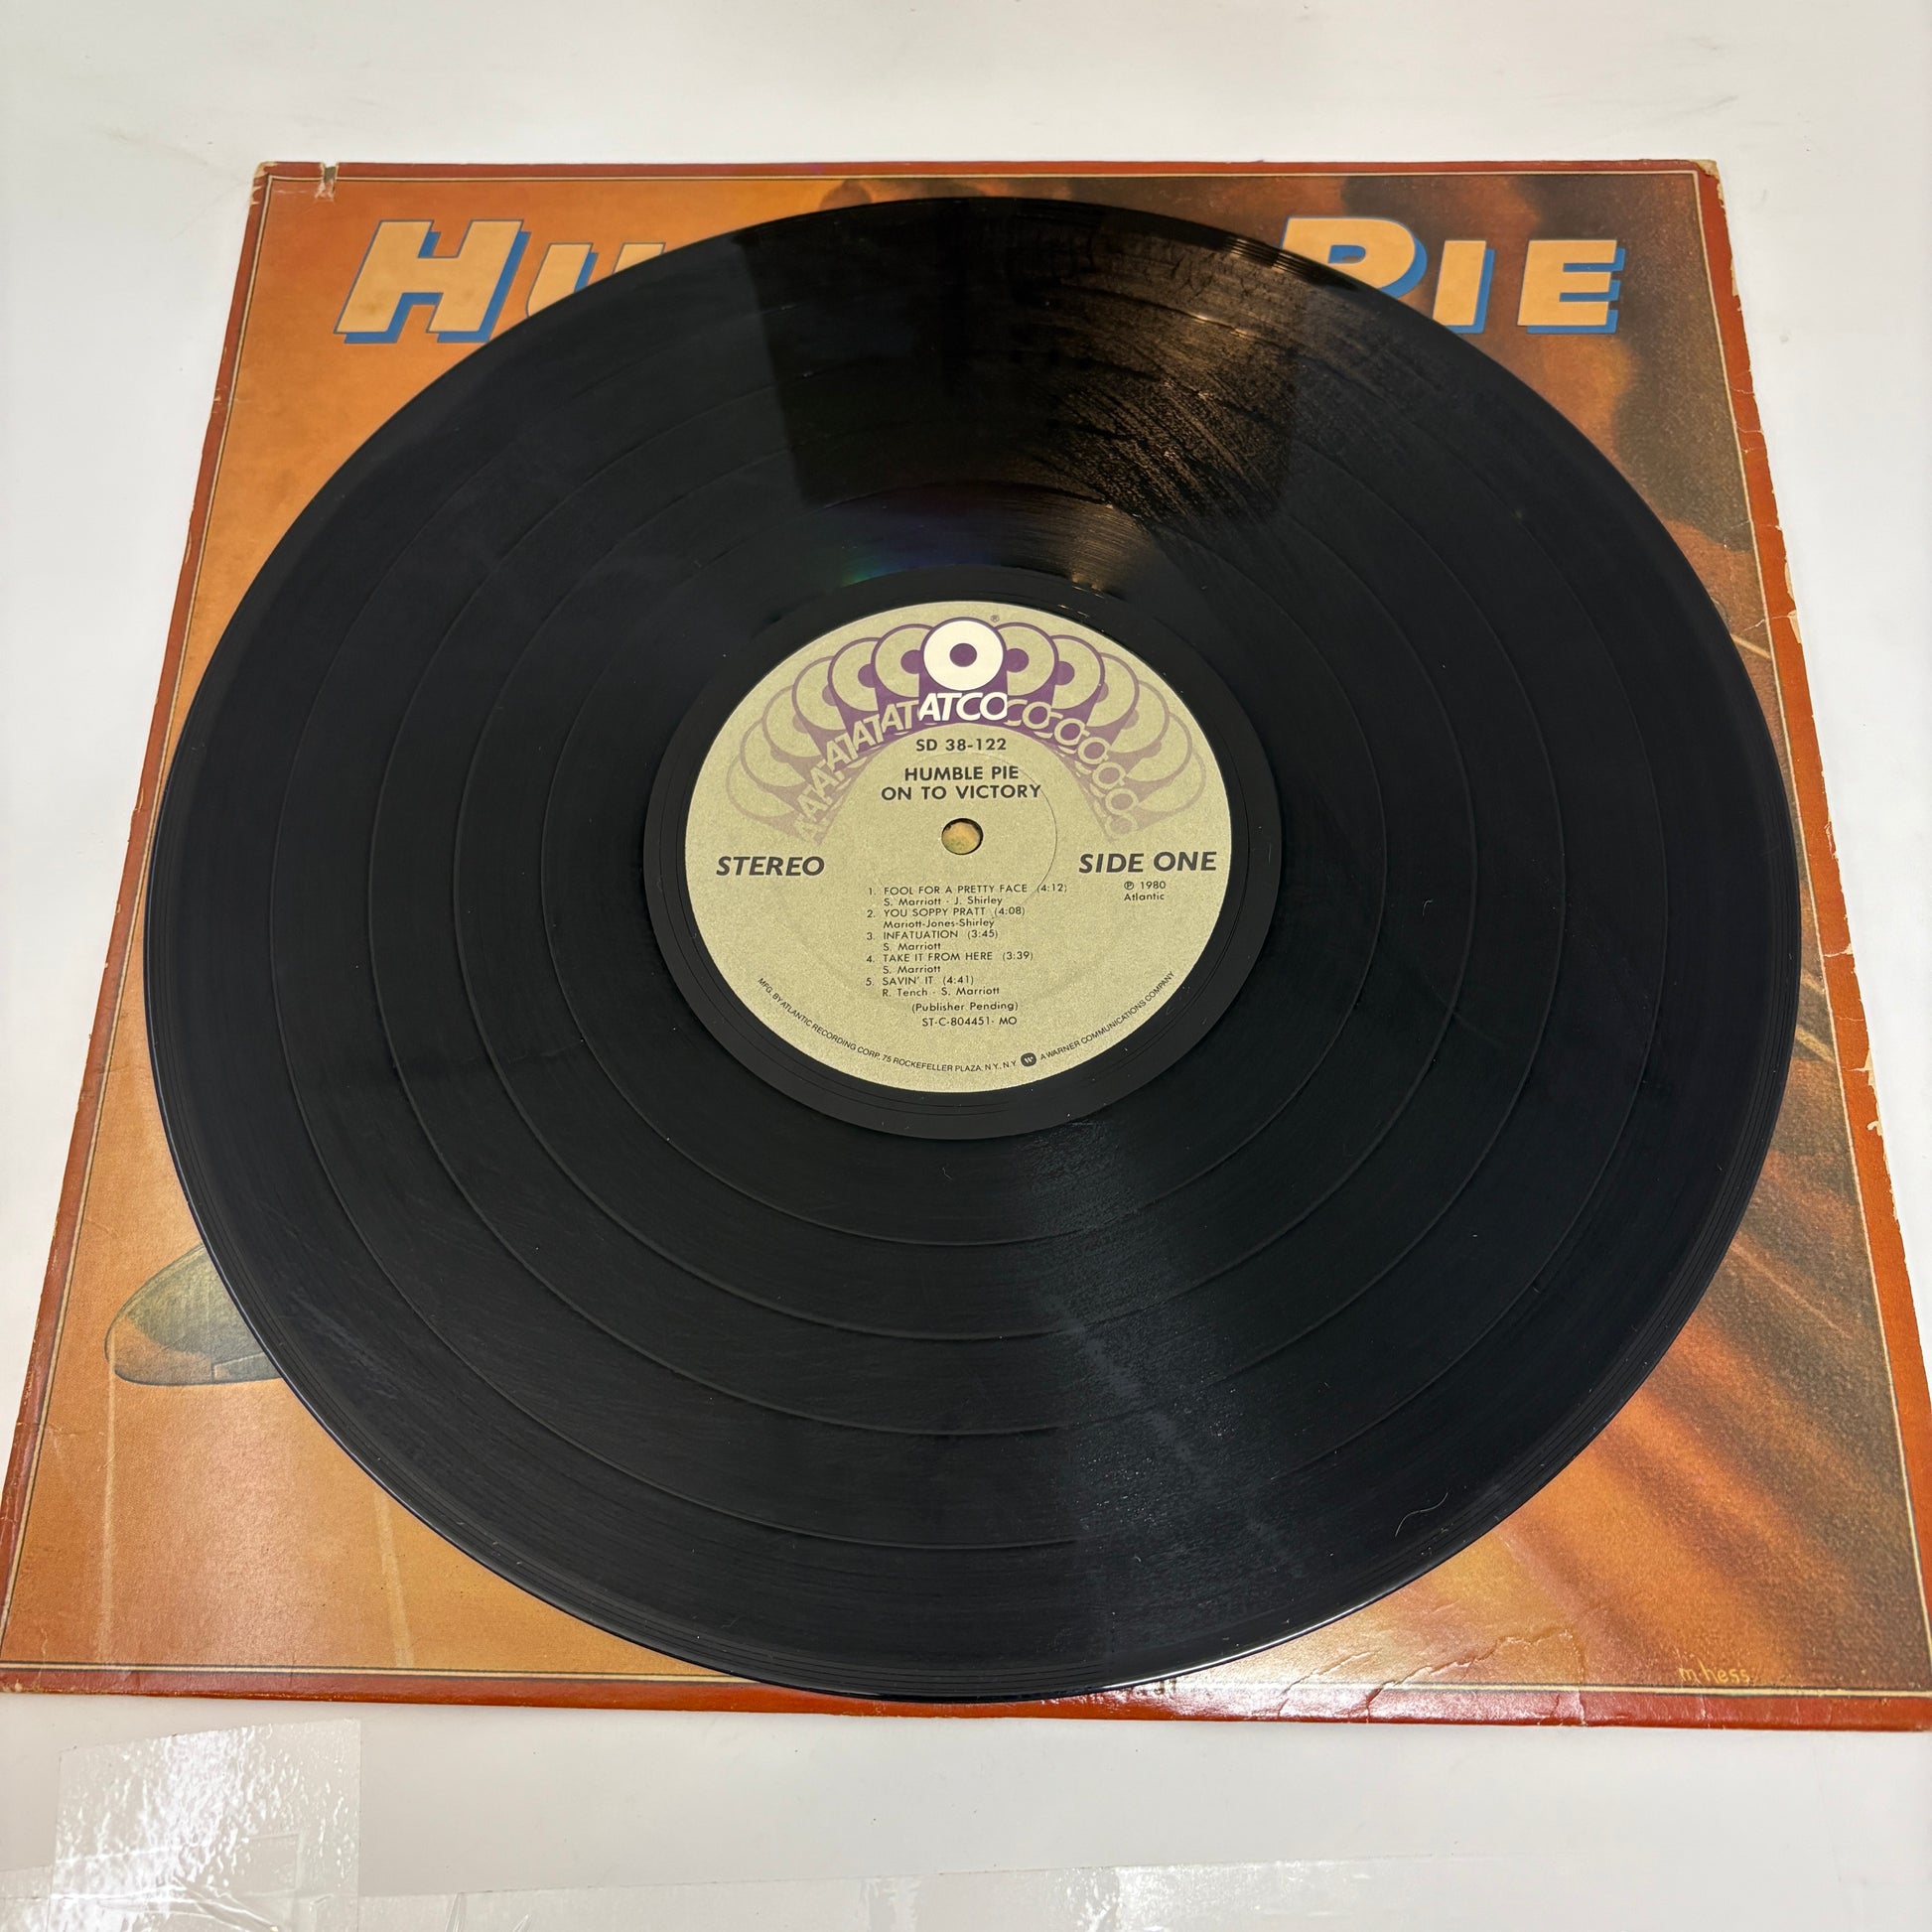 HU PIE
ATCO ®
SD 38-122
HUMBLE PIE
ON TO VICTORY
STEREO
SIDE ONE
℗ 1980
Atlantic
1. FOOL FOR A PRETTY FACE (4:12)
S. Marriott - J. Shirley
2. YOU SOPPY PRATT (4:08)
Mariott-Jones-Shirley
3. INFATUATION (3:45)
S. Marriott
4. TAKE IT FROM HERE (3:39)
S. Marriott
5. SAVIN' IT (4:41)
R. Tench - S. Marriott
(Publisher Pending)
ST-C-804451- MO
MFG. BY ATLANTIC RECORDING CORP. 75 ROCKEFELLER PLAZA, N.Y., N.Y. A WARNER COMMUNICATIONS COMPANY
m.hess